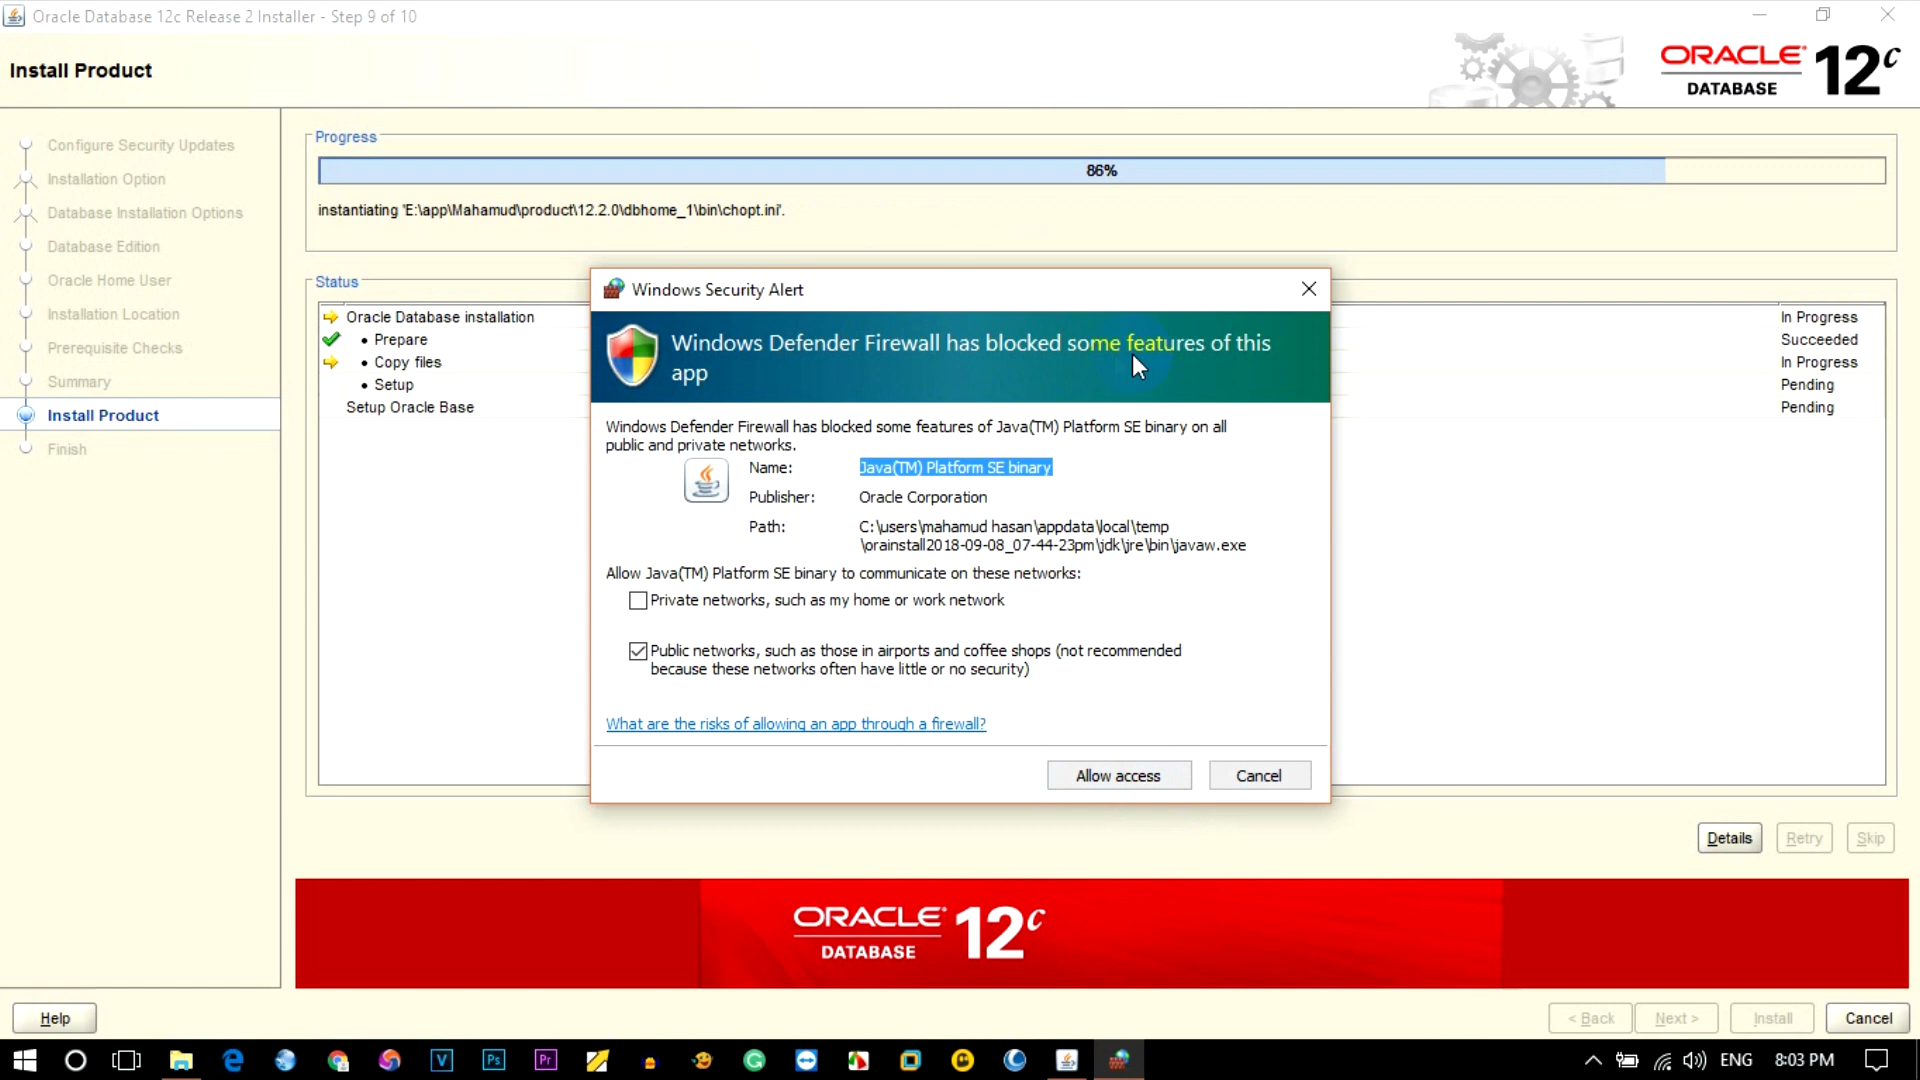 Oracle Database 12c Release 2 Installer - Step 9 of 10
Install Product
ORACLE
DATABASE
12c
Configure Security Updates
Installation Option
Database Installation Options
Database Edition
Oracle Home User
Installation Location
Prerequisite Checks
Summary
Install Product
Finish
Progress
86%
instantiating 'E:\app\Mahamud\product\12.2.0\dbhome_1\bin\chopt.ini'.
Status
Oracle Database installation In Progress
• Prepare Succeeded
• Copy files In Progress
• Setup Pending
Setup Oracle Base Pending
Windows Security Alert
Windows Defender Firewall has blocked some features of this
app
Windows Defender Firewall has blocked some features of Java(TM) Platform SE binary on all
public and private networks.
Name: Java(TM) Platform SE binary
Publisher: Oracle Corporation
Path: C:\users\mahamud hasan\appdata\local\temp
\orainstall2018-09-08_07-44-23pm\jdk\jre\bin\javaw.exe
Allow Java(TM) Platform SE binary to communicate on these networks:
Private networks, such as my home or work network
Public networks, such as those in airports and coffee shops (not recommended
because these networks often have little or no security)
What are the risks of allowing an app through a firewall?
Allow access Cancel
Details Retry Skip
ORACLE
DATABASE
12c
Help < Back Next > Install Cancel
V Ps Pr ENG 8:03 PM